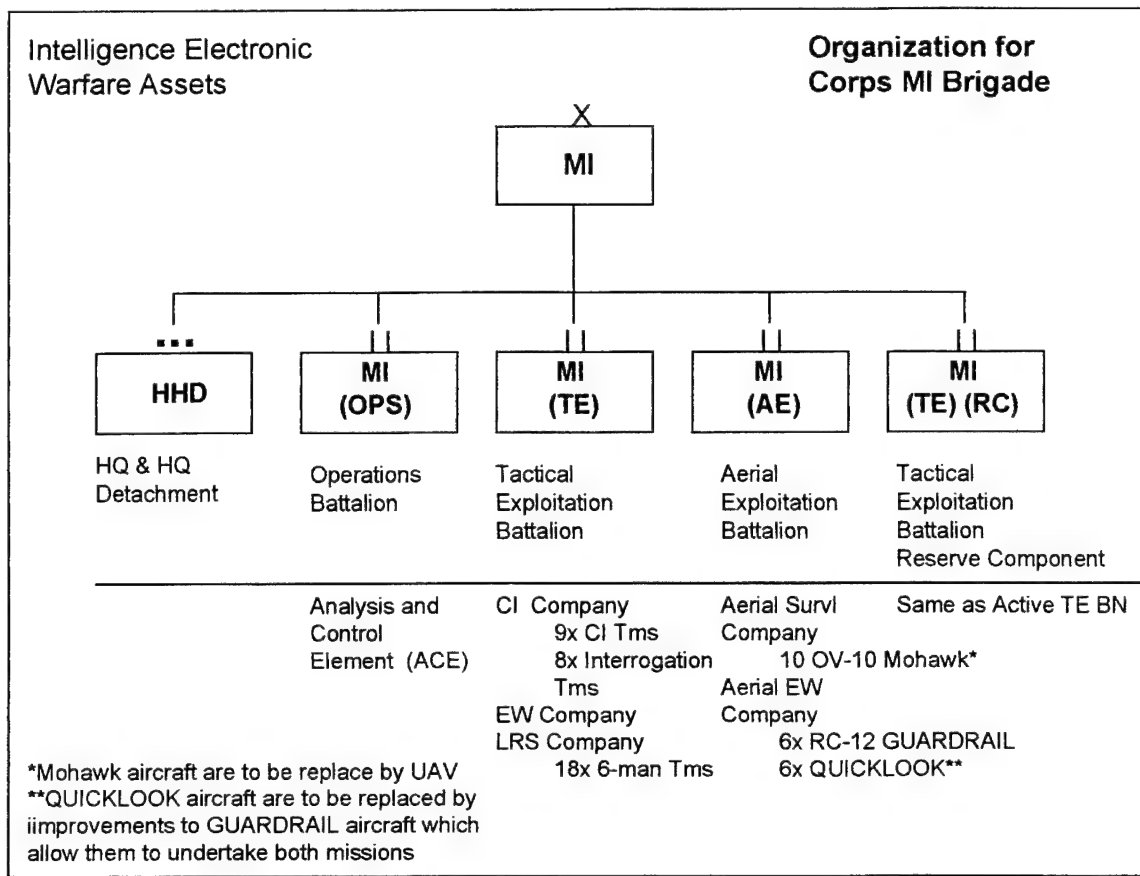 Intelligence Electronic
Warfare Assets
Organization for
Corps MI Brigade
X
MI
...
HHD
HQ & HQ
Detachment
| |
MI
(OPS)
Operations
Battalion
| |
MI
(TE)
Tactical
Exploitation
Battalion
| |
MI
(AE)
Aerial
Exploitation
Battalion
| |
MI
(TE) (RC)
Tactical
Exploitation
Battalion
Reserve Component
Analysis and
Control
Element (ACE)
CI Company
9x CI Tms
8x Interrogation
Tms
EW Company
LRS Company
18x 6-man Tms
Aerial Survl
Company
10 OV-10 Mohawk*
Aerial EW
Company
6x RC-12 GUARDRAIL
6x QUICKLOOK**
Same as Active TE BN
*Mohawk aircraft are to be replace by UAV
**QUICKLOOK aircraft are to be replaced by
iimprovements to GUARDRAIL aircraft which
allow them to undertake both missions